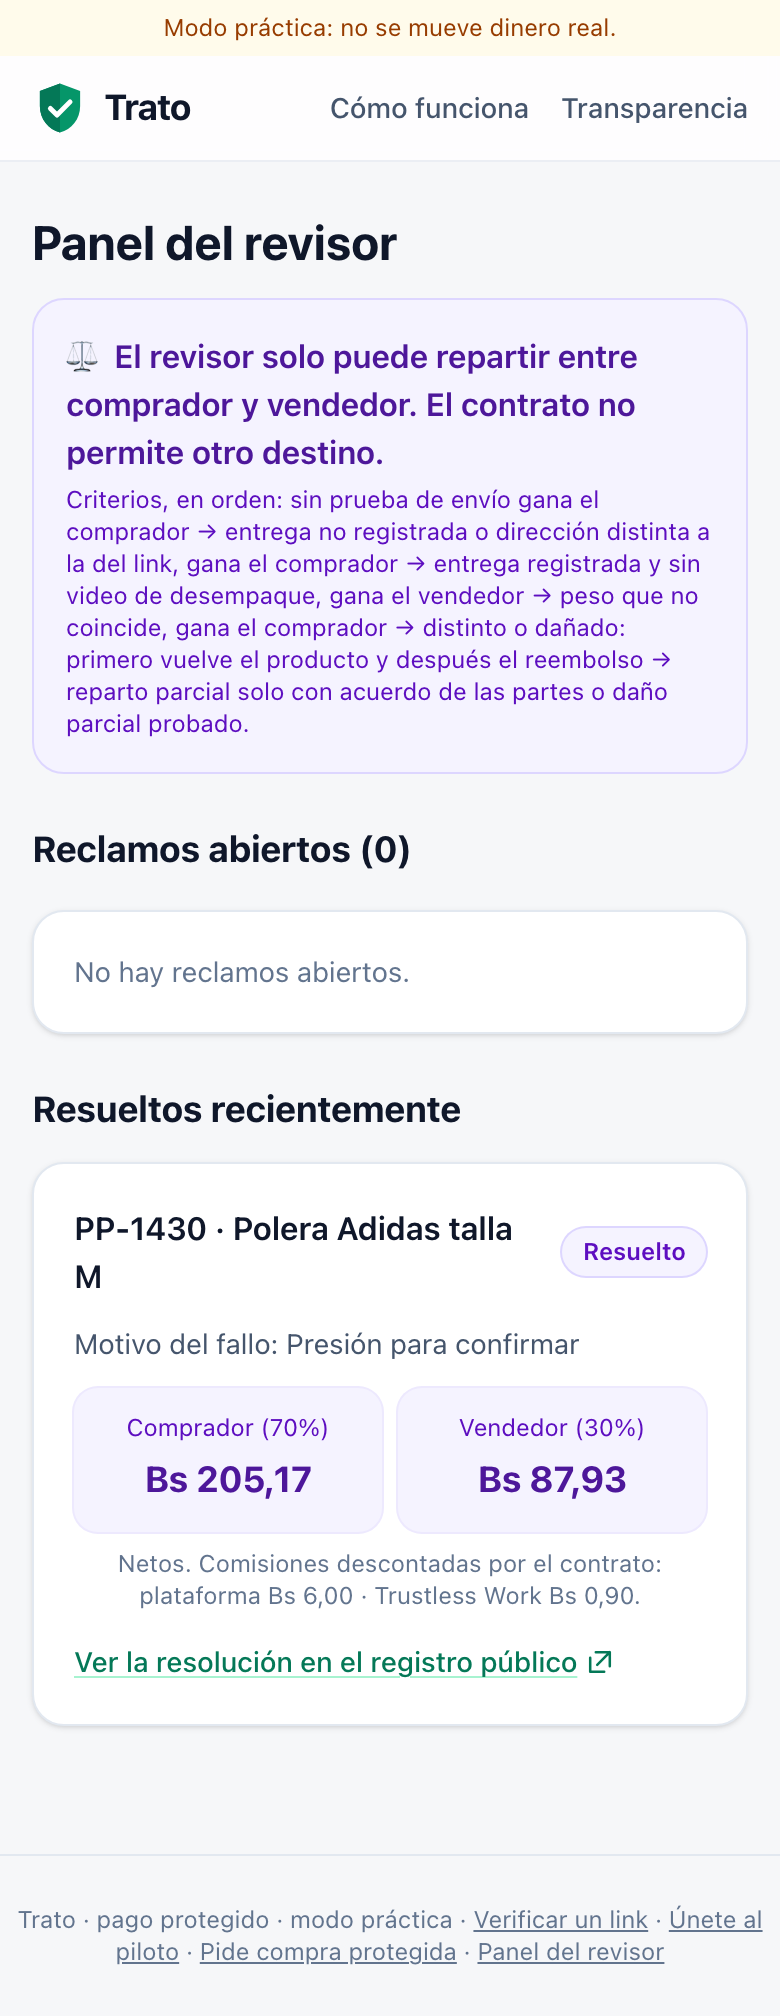 Modo práctica: no se mueve dinero real.
Trato
Cómo funciona
Transparencia
Panel del revisor
⚖️ El revisor solo puede repartir entre
comprador y vendedor. El contrato no
permite otro destino.
Criterios, en orden: sin prueba de envío gana el
comprador → entrega no registrada o dirección distinta a
la del link, gana el comprador → entrega registrada y sin
video de desempaque, gana el vendedor → peso que no
coincide, gana el comprador → distinto o dañado:
primero vuelve el producto y después el reembolso →
reparto parcial solo con acuerdo de las partes o daño
parcial probado.
Reclamos abiertos (0)
No hay reclamos abiertos.
Resueltos recientemente
PP-1430 · Polera Adidas talla
M
Resuelto
Motivo del fallo: Presión para confirmar
Comprador (70%)
Bs 205,17
Vendedor (30%)
Bs 87,93
Netos. Comisiones descontadas por el contrato:
plataforma Bs 6,00 · Trustless Work Bs 0,90.
Ver la resolución en el registro público
Trato · pago protegido · modo práctica · Verificar un link · Únete al
piloto · Pide compra protegida · Panel del revisor